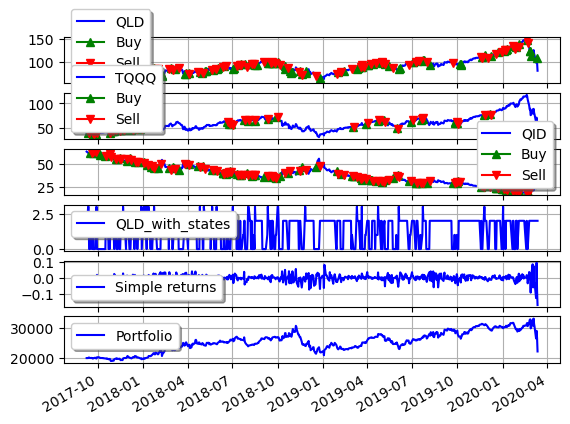 QLD
Buy
Sell
150
100
TQQQ
Buy
Sell
100
50
QID
Buy
Sell
50
25
QLD_with_states
2.5
0.0
Simple returns
0.1
0.0
−0.1
Portfolio
30000
20000
2017-10
2018-01
2018-04
2018-07
2018-10
2019-01
2019-04
2019-07
2019-10
2020-01
2020-04